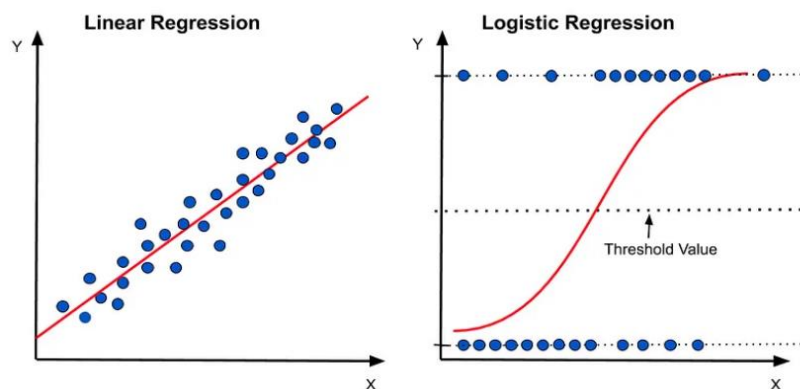 Linear Regression
Y
X
Logistic Regression
Y
Threshold Value
X